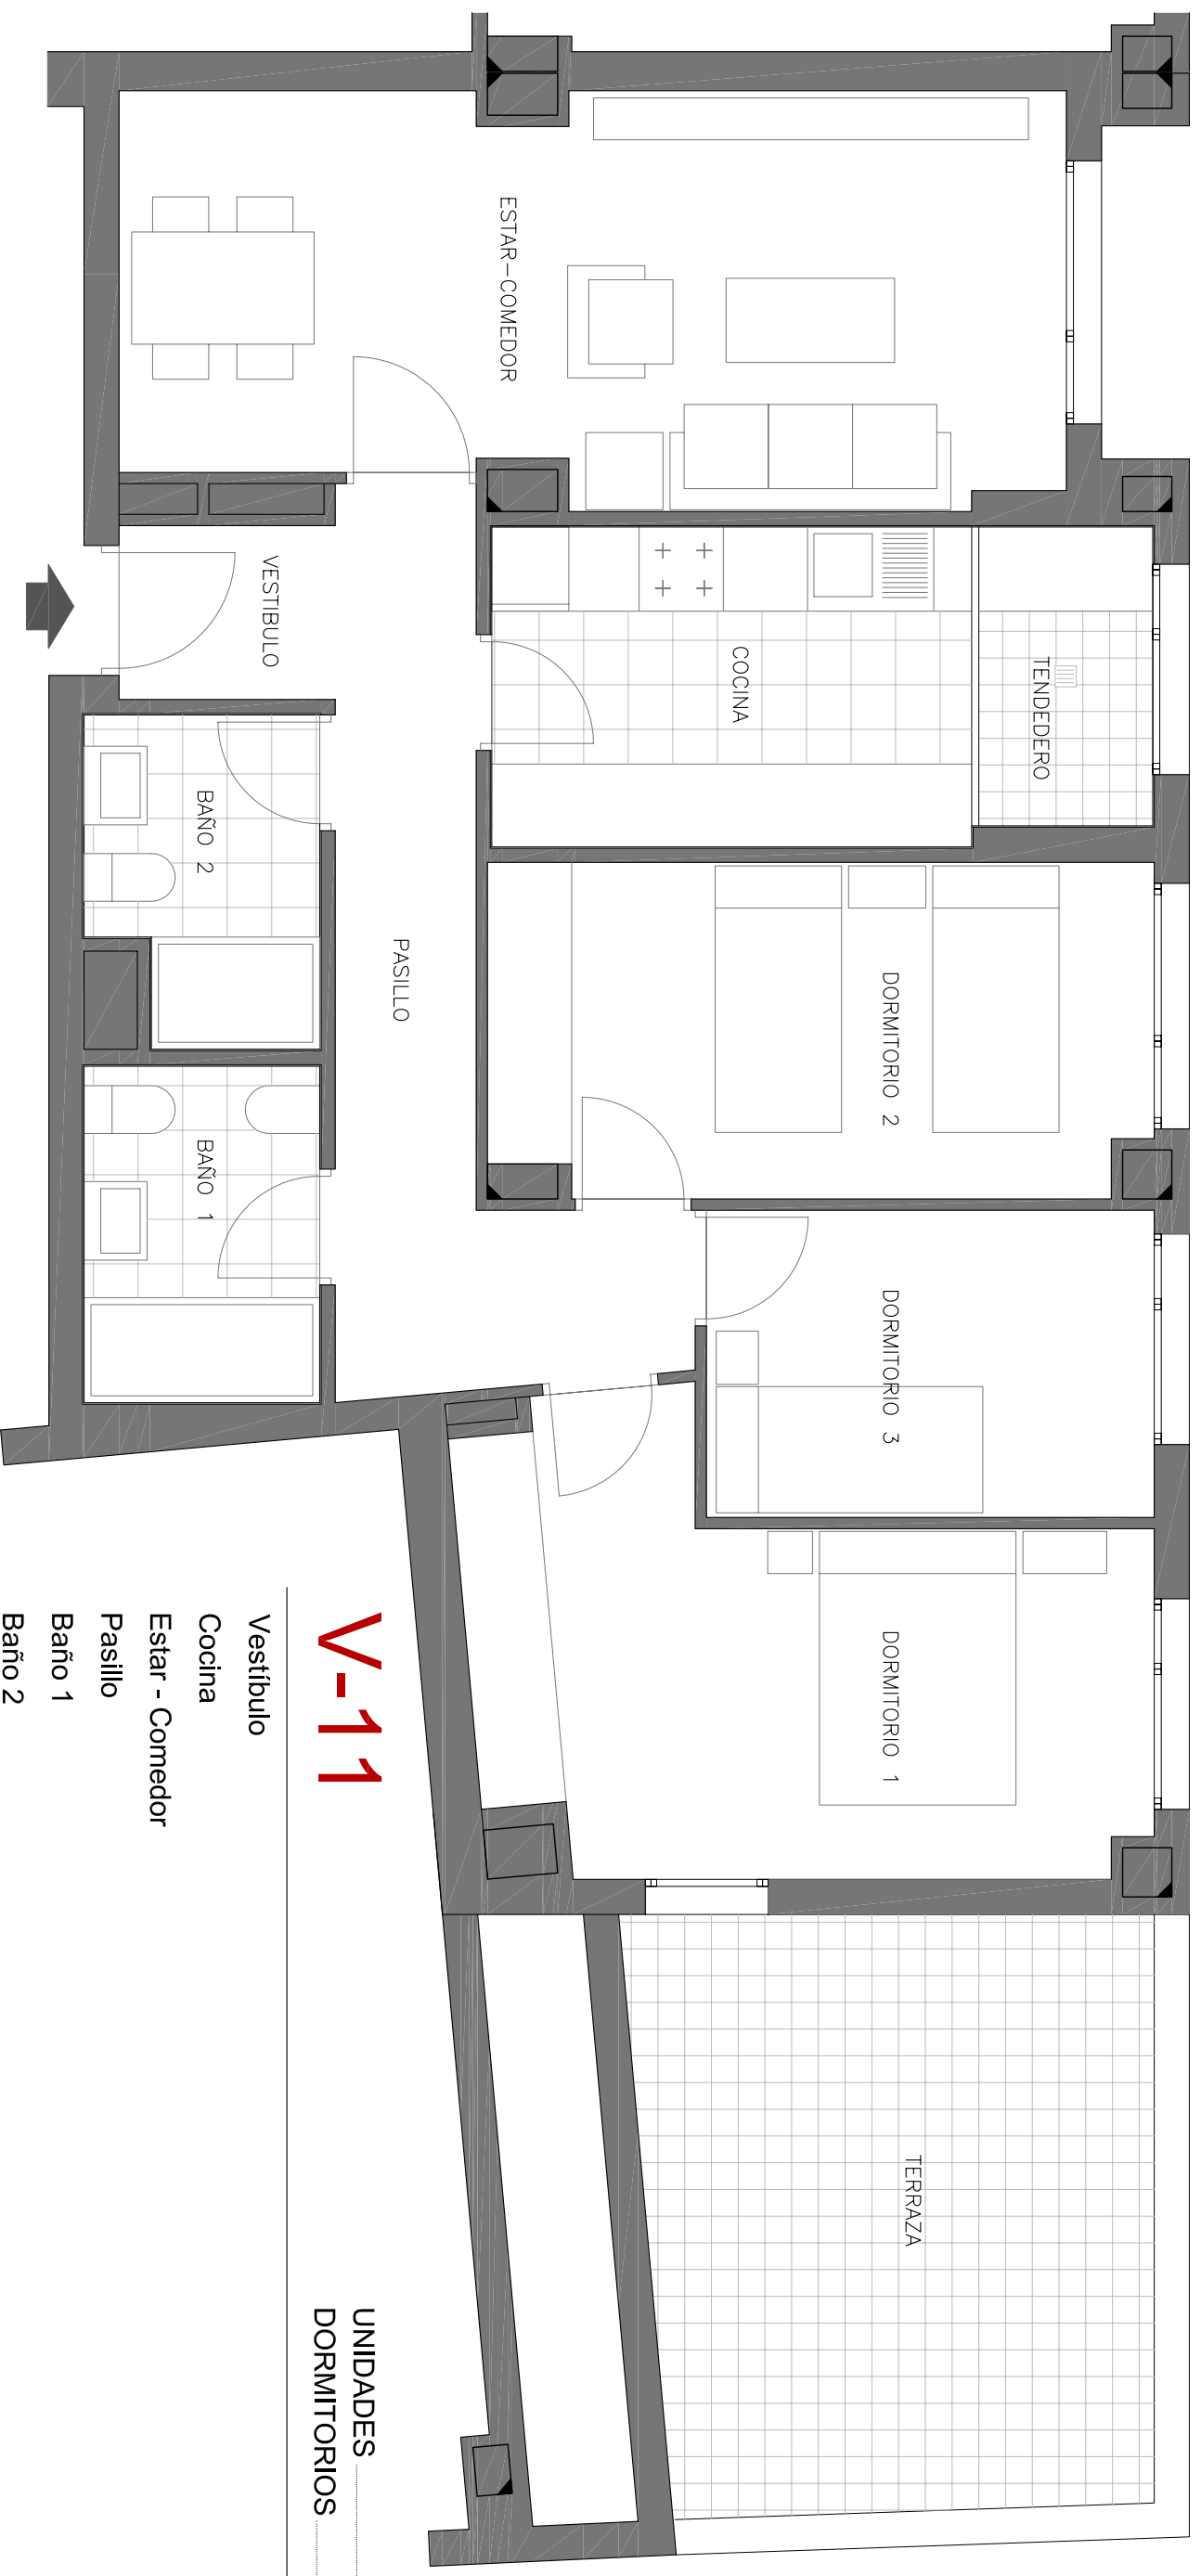 ESTAR-COMEDOR
VESTIBULO
COCINA
TENDEDERO
BAÑO 2
PASILLO
DORMITORIO 2
BAÑO 1
DORMITORIO 3
DORMITORIO 1
TERRAZA
V-11
UNIDADES
DORMITORIOS
Vestíbulo
Cocina
Estar - Comedor
Pasillo
Baño 1
Baño 2